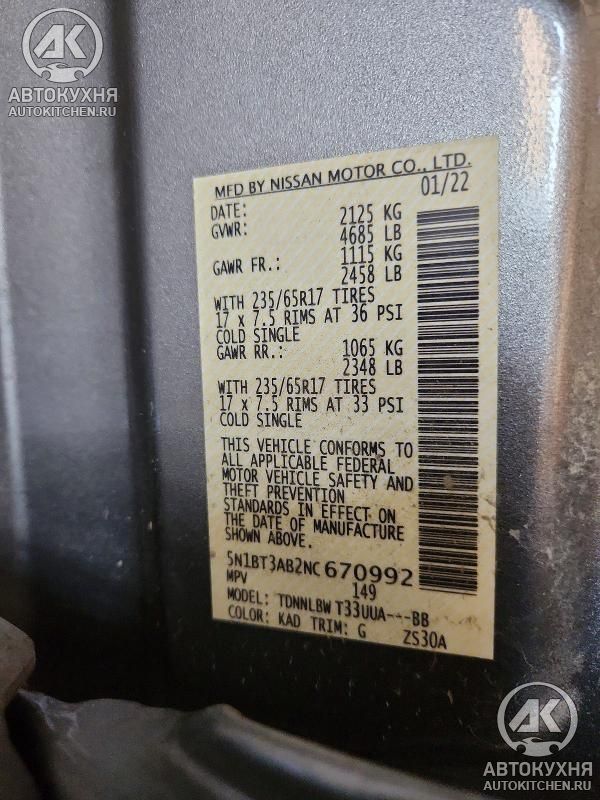 AK
АВТОКУХНЯ
AUTOKITCHEN.RU
MFD BY NISSAN MOTOR CO., LTD.
DATE: 01/22
GVWR: 2125 KG
4685 LB
GAWR FR.: 1115 KG
2458 LB
WITH 235/65R17 TIRES
17 x 7.5 RIMS AT 36 PSI
COLD SINGLE
GAWR RR.: 1065 KG
2348 LB
WITH 235/65R17 TIRES
17 x 7.5 RIMS AT 33 PSI
COLD SINGLE
THIS VEHICLE CONFORMS TO
ALL APPLICABLE FEDERAL
MOTOR VEHICLE SAFETY AND
THEFT PREVENTION
STANDARDS IN EFFECT ON
THE DATE OF MANUFACTURE
SHOWN ABOVE.
5N1BT3AB2NC670992
MPV 149
MODEL: TDNNLBW T33UUA---BB
COLOR: KAD TRIM: G ZS30A
AK
АВТОКУХНЯ
AUTOKITCHEN.RU